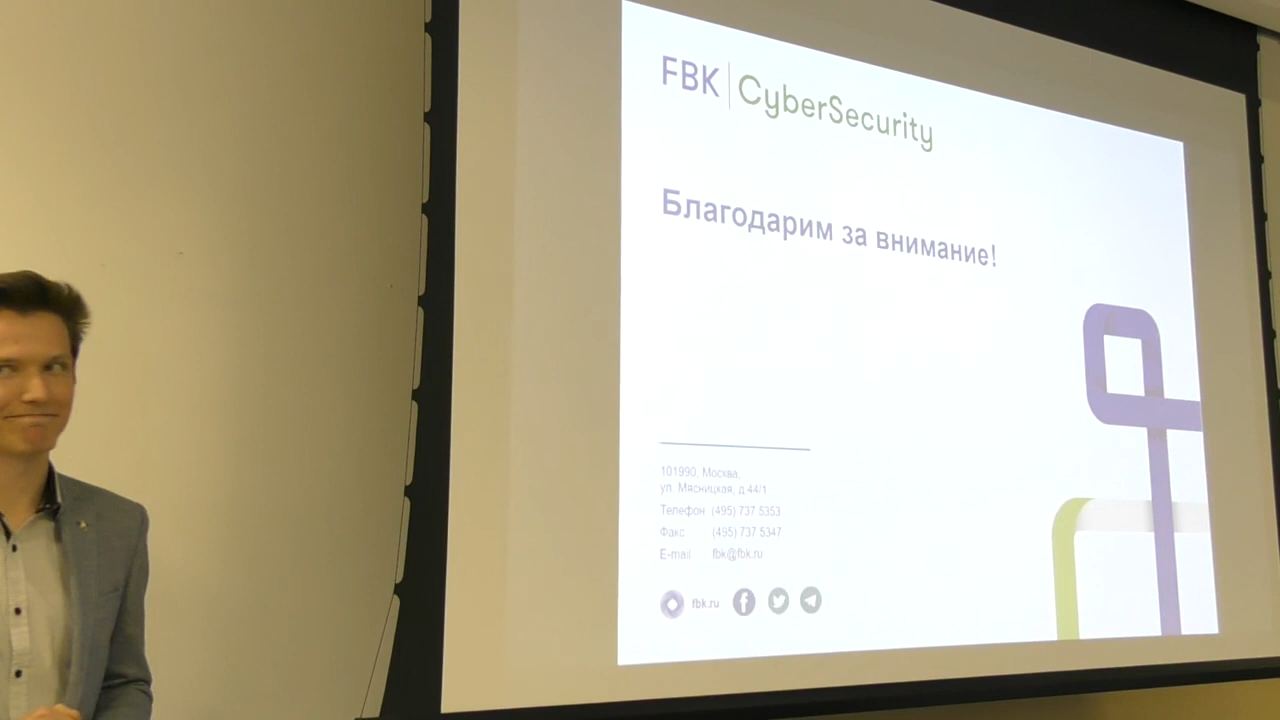 FBK | CyberSecurity
Благодарим за внимание!
101990, Москва,
ул. Мясницкая, д.44/1
Телефон (495) 737 5353
Факс (495) 737 5347
E-mail fbk@fbk.ru
fbk.ru